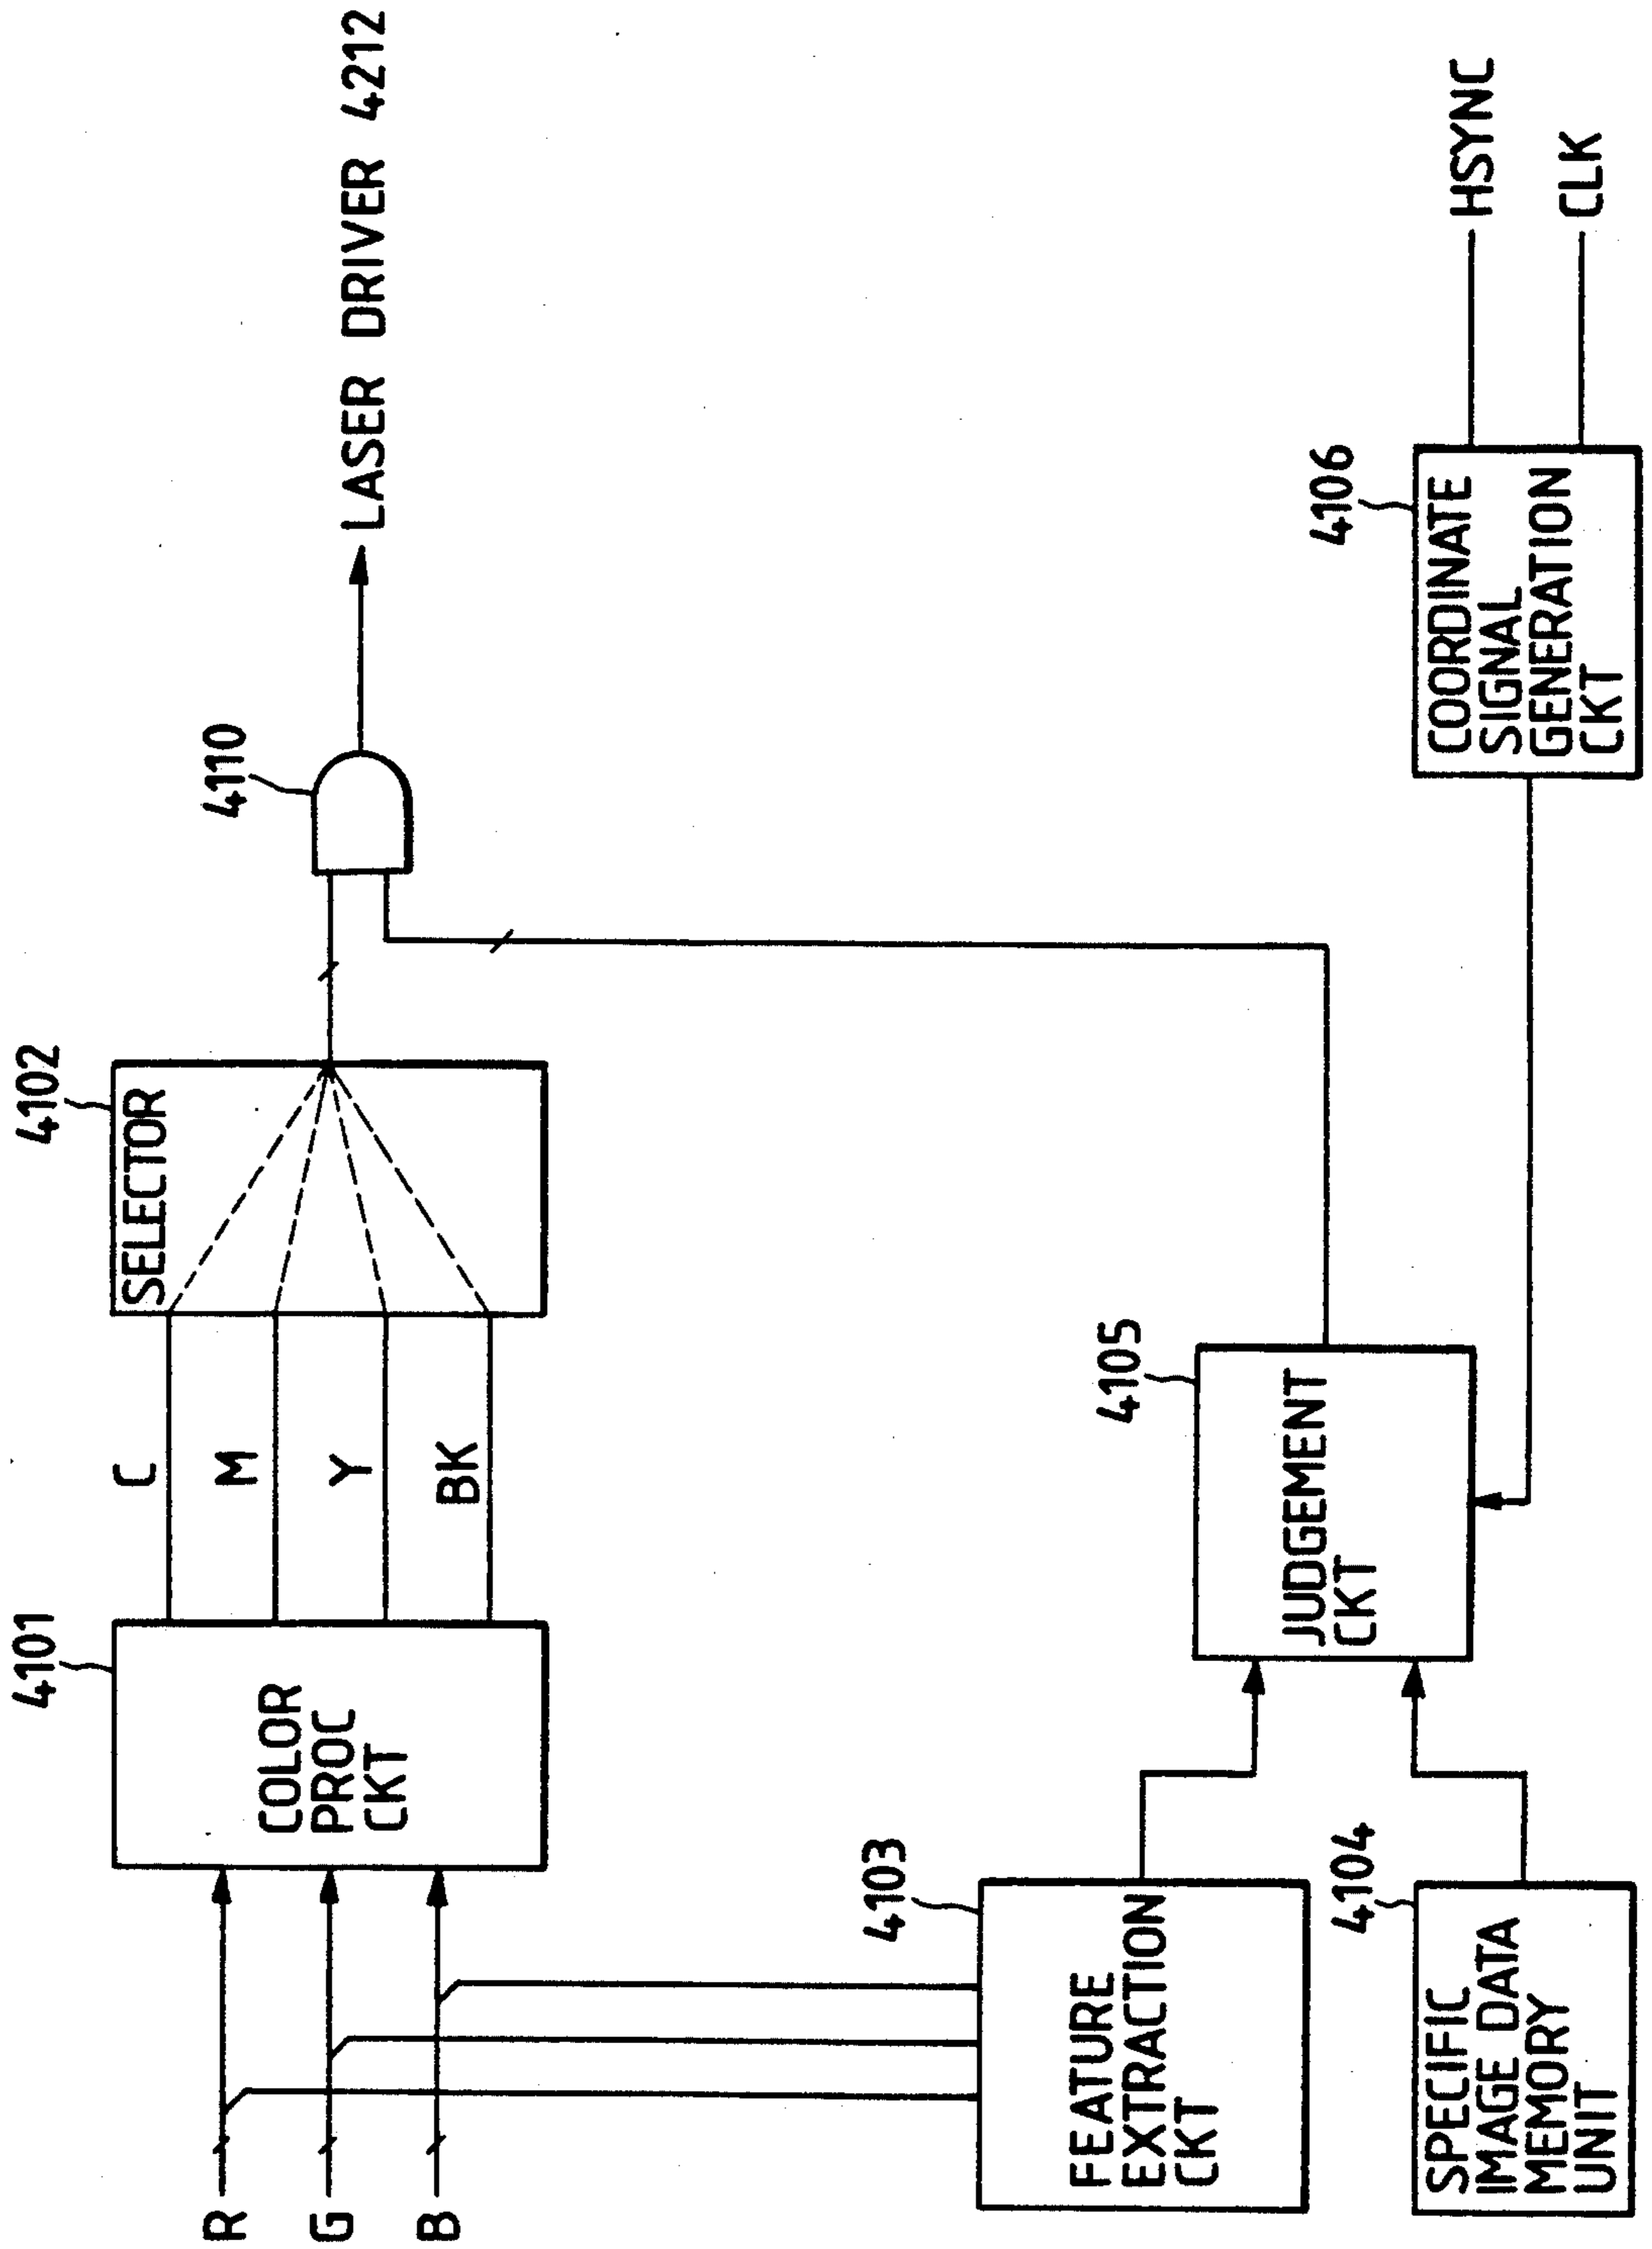 R
G
B
4101
COLOR
PROC
CKT
C
M
Y
BK
4102
SELECTOR
4110
LASER DRIVER 4212
4103
FEATURE
EXTRACTION
CKT
4104
SPECIFIC
IMAGE DATA
MEMORY
UNIT
4105
JUDGEMENT
CKT
4106
COORDINATE
SIGNAL
GENERATION
CKT
HSYNC
CLK